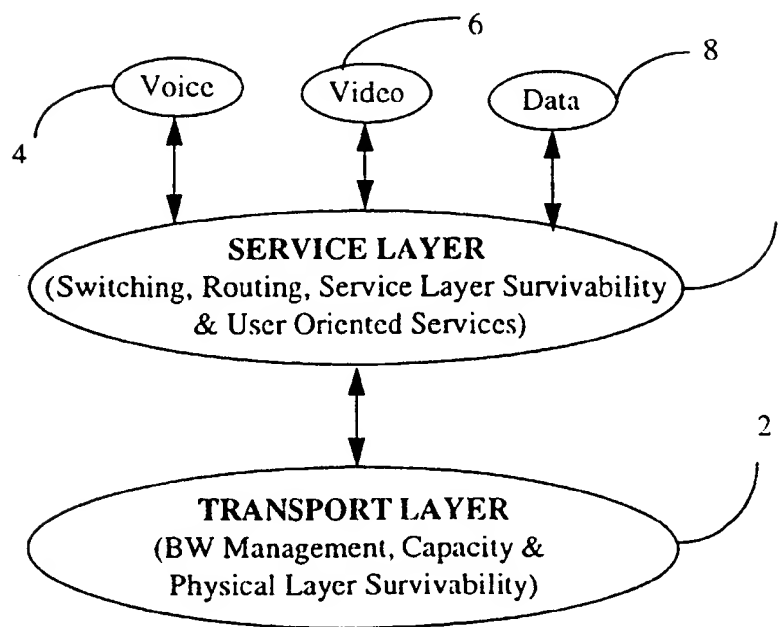 6
8
4
Voice
Video
Data
SERVICE LAYER
(Switching, Routing, Service Layer Survivability
& User Oriented Services)
2
TRANSPORT LAYER
(BW Management, Capacity &
Physical Layer Survivability)